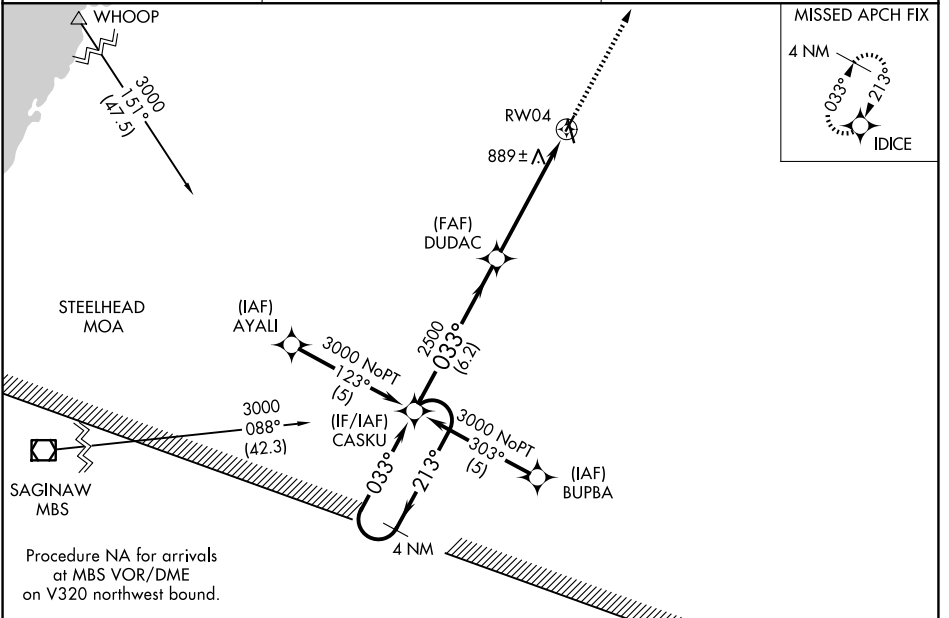 WHOOP
3000
151°
(47.5)
MISSED APCH FIX
4 NM
033°
213°
IDICE
RW04
889±
(FAF)
DUDAC
STEELHEAD
MOA
(IAF)
AYALI
3000 NoPT
123°
(5)
2500
033°
(6.2)
3000
088°
(42.3)
(IF/IAF)
CASKU
3000 NoPT
303°
(5)
(IAF)
BUPBA
033°
213°
4 NM
SAGINAW
MBS
Procedure NA for arrivals
at MBS VOR/DME
on V320 northwest bound.